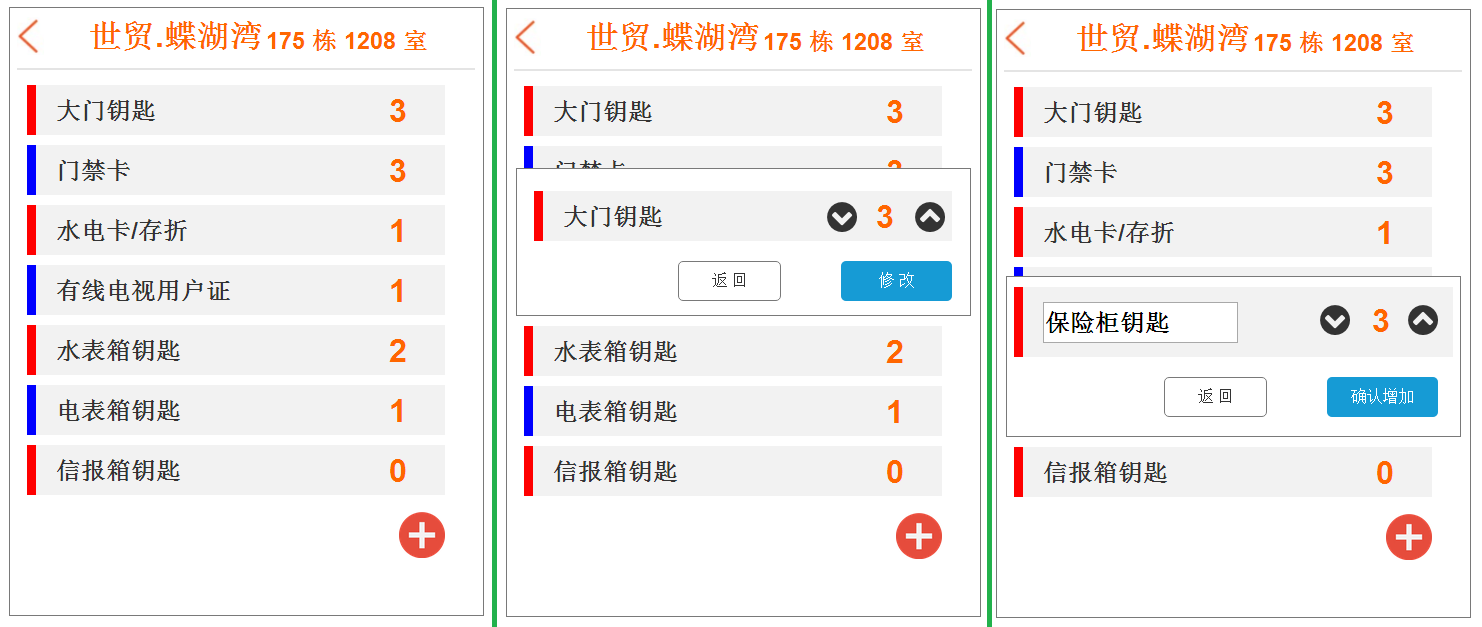 世贸.蝶湖湾 175 栋 1208 室
大门钥匙 3
门禁卡 3
水电卡/存折 1
有线电视用户证 1
水表箱钥匙 2
电表箱钥匙 1
信报箱钥匙 0
世贸.蝶湖湾 175 栋 1208 室
大门钥匙 3
门禁卡 3
大门钥匙 3
返 回 修 改
水表箱钥匙 2
电表箱钥匙 1
信报箱钥匙 0
世贸.蝶湖湾 175 栋 1208 室
大门钥匙 3
门禁卡 3
水电卡/存折 1
保险柜钥匙 3
返 回 确认增加
信报箱钥匙 0